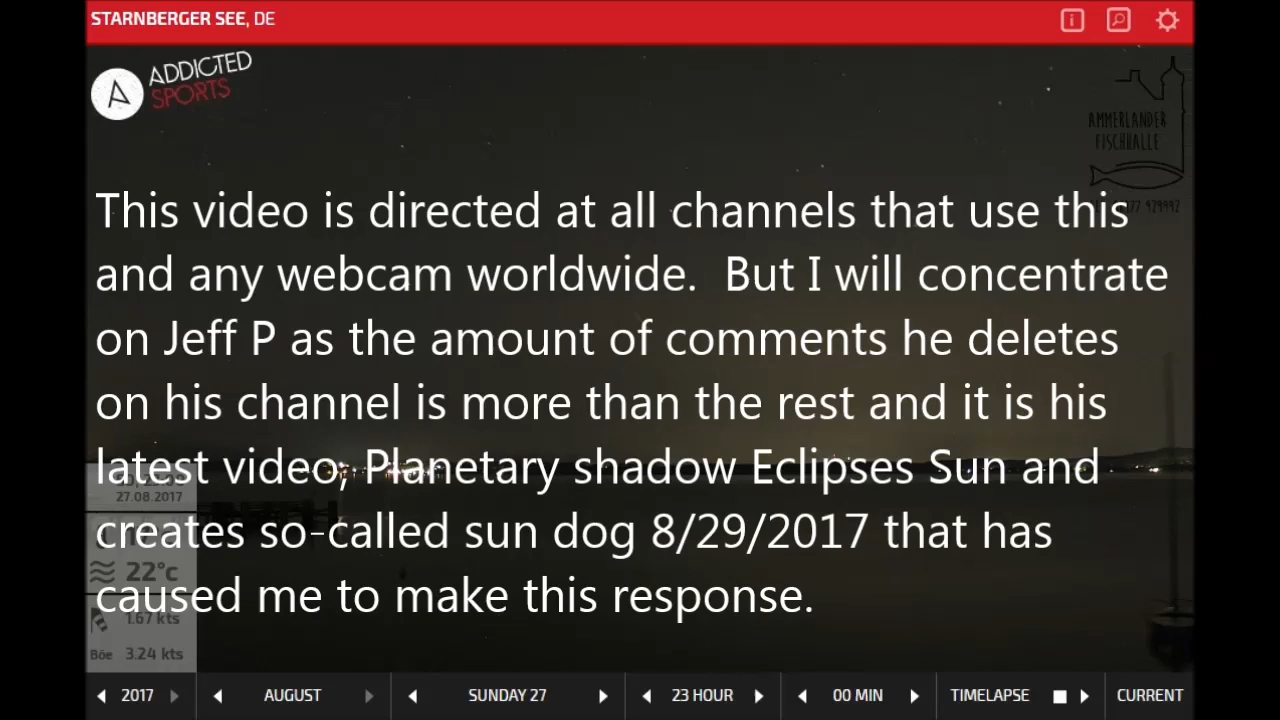 STARNBERGER SEE, DE
ADDICTED
SPORTS
AMMERLANDER
FISCHHALLE
This video is directed at all channels that use this
and any webcam worldwide. But I will concentrate
on Jeff P as the amount of comments he deletes
on his channel is more than the rest and it is his
latest video; Planetary shadow Eclipses Sun and
creates so-called sun dog 8/29/2017 that has
caused me to make this response.
27.08.2017
22°C
1.67 kts
Böe 3.24 kts
2017 AUGUST SUNDAY 27 23 HOUR 00 MIN TIMELAPSE CURRENT